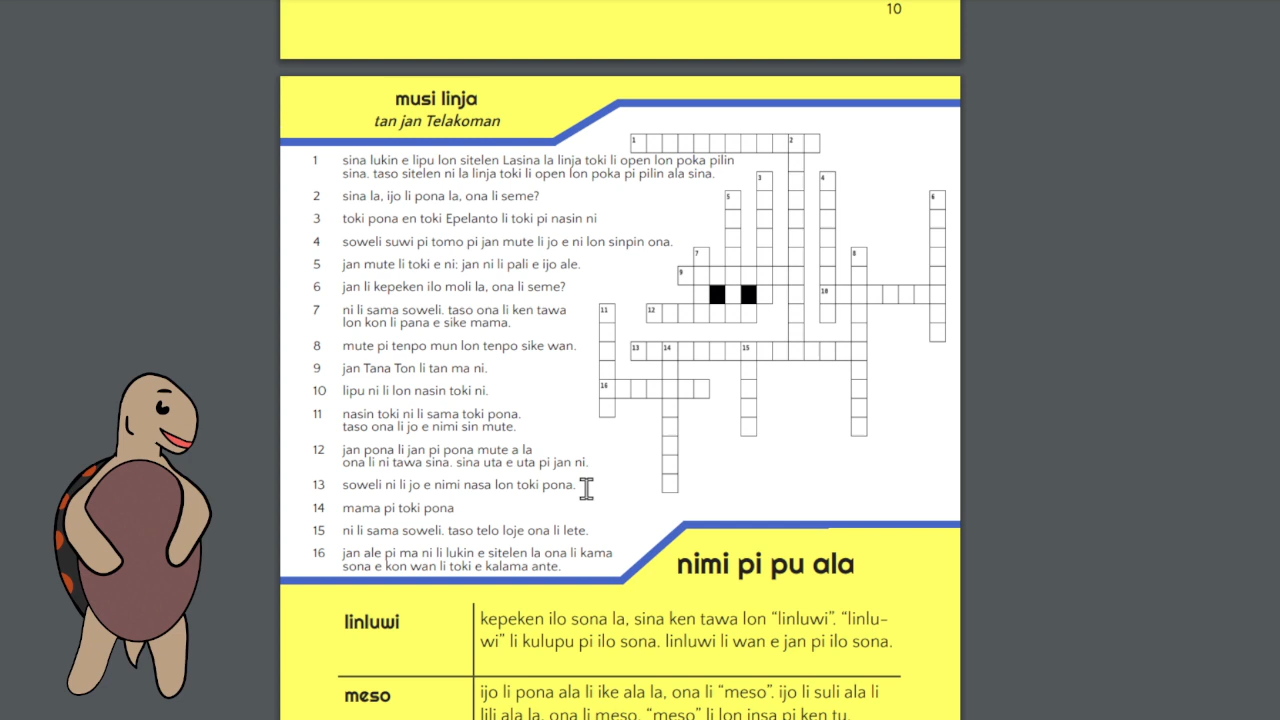 10
musi linja
tan jan Telakoman
1 sina lukin e lipu lon sitelen Lasina la linja toki li open lon poka pilin
sina. taso sitelen ni la linja toki li open lon poka pi pilin ala sina.
2 sina la, ijo li pona la, ona li seme?
3 toki pona en toki Epelanto li toki pi nasin ni
4 soweli suwi pi tomo pi jan mute li jo e ni lon sinpin ona.
5 jan mute li toki e ni: jan ni li pali e ijo ale.
6 jan li kepeken ilo moli la, ona li seme?
7 ni li sama soweli. taso ona li ken tawa
lon kon li pana e sike mama.
8 mute pi tenpo mun lon tenpo sike wan.
9 jan Tana Ton li tan ma ni.
10 lipu ni li lon nasin toki ni.
11 nasin toki ni li sama toki pona.
taso ona li jo e nimi sin mute.
12 jan pona li jan pi pona mute a la
ona li ni tawa sina. sina uta e uta pi jan ni.
13 soweli ni li jo e nimi nasa lon toki pona.
14 mama pi toki pona
15 ni li sama soweli. taso telo loje ona li lete.
16 jan ale pi ma ni li lukin e sitelen la ona li kama
sona e kon wan li toki e kalama ante.
1 2
3 4
5 6
7 8
9
10
11 12
13 14 15
16
nimi pi pu ala
linluwi
kepeken ilo sona la, sina ken tawa lon “linluwi”. “linlu-
wi” li kulupu pi ilo sona. linluwi li wan e jan pi ilo sona.
meso
ijo li pona ala li ike ala la, ona li “meso”. ijo li suli ala li
lili ala la, ona li meso. “meso” li lon insa pi ken tu.